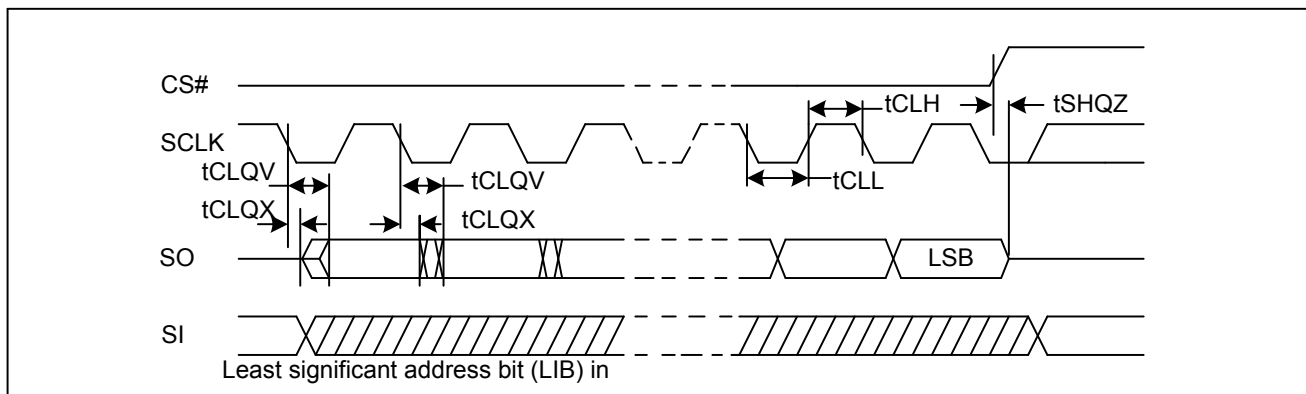 CS#
tCLH
tSHQZ
SCLK
tCLQV
tCLQV
tCLL
tCLQX
tCLQX
SO
LSB
SI
Least significant address bit (LIB) in